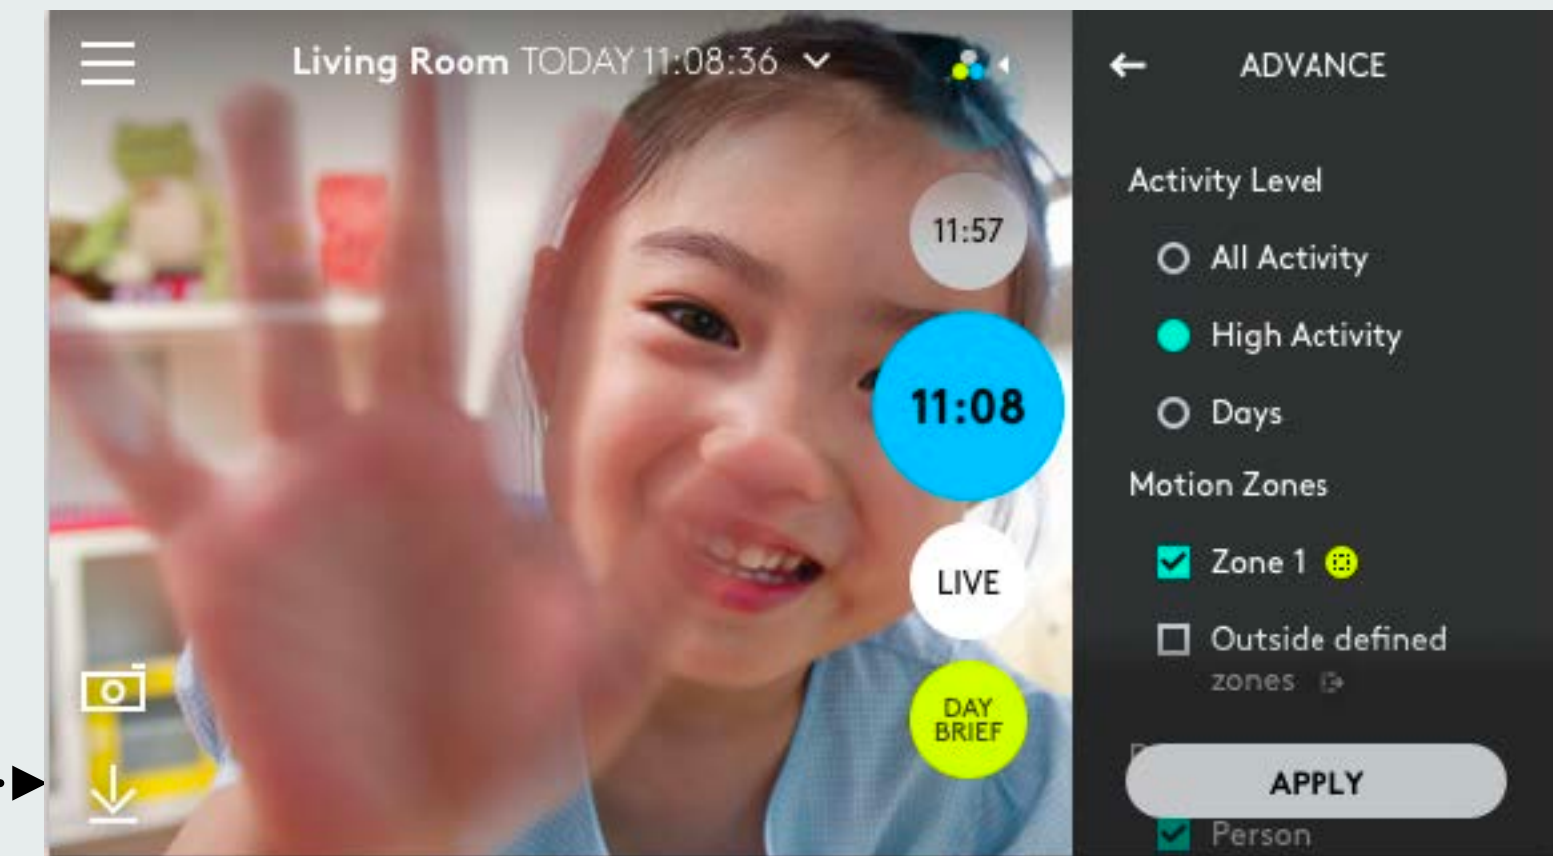 Living Room TODAY 11:08:36
11:57
11:08
LIVE
DAY
BRIEF
ADVANCE
Activity Level
All Activity
High Activity
Days
Motion Zones
Zone 1
Outside defined
zones
APPLY
Person